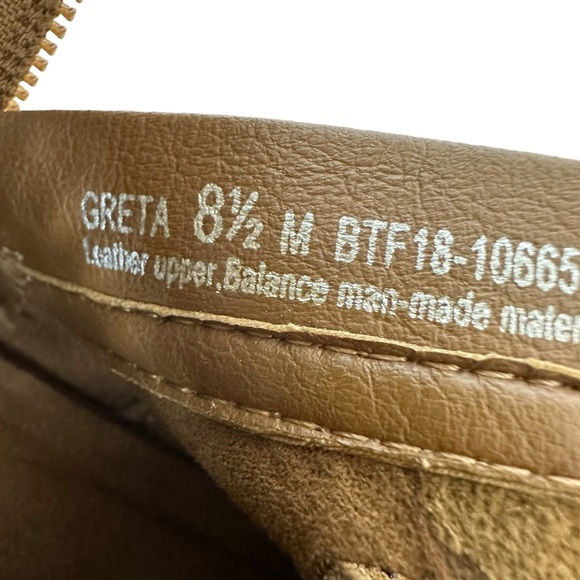 GRETA 8½ M BTF18-10665
Leather upper,Balance man-made mater